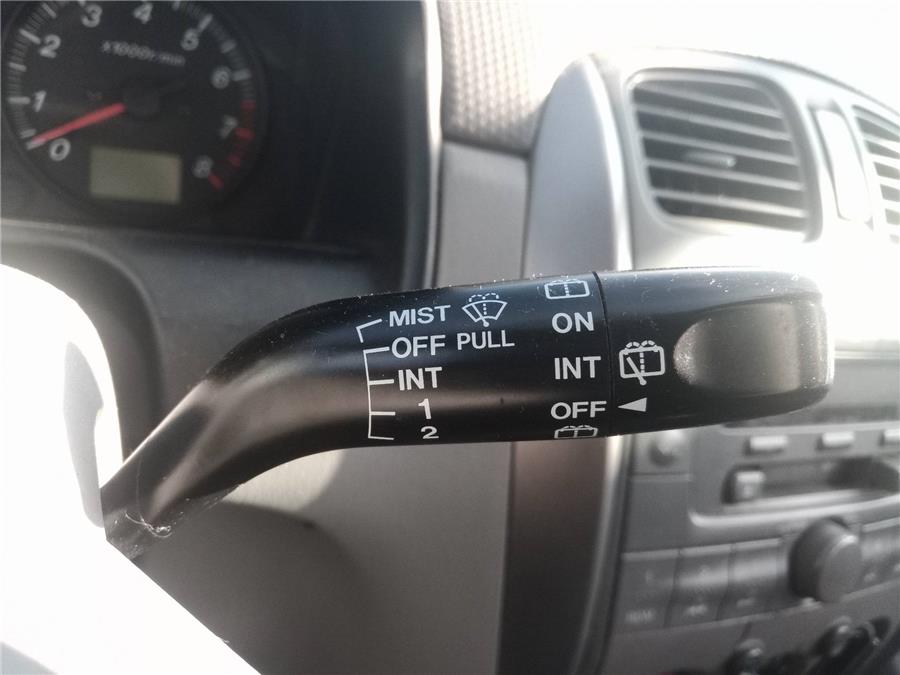 0 1 2 3 4 5 6 7 8
x1000r/min
MIST
OFF PULL
INT
1
2
ON
INT
OFF